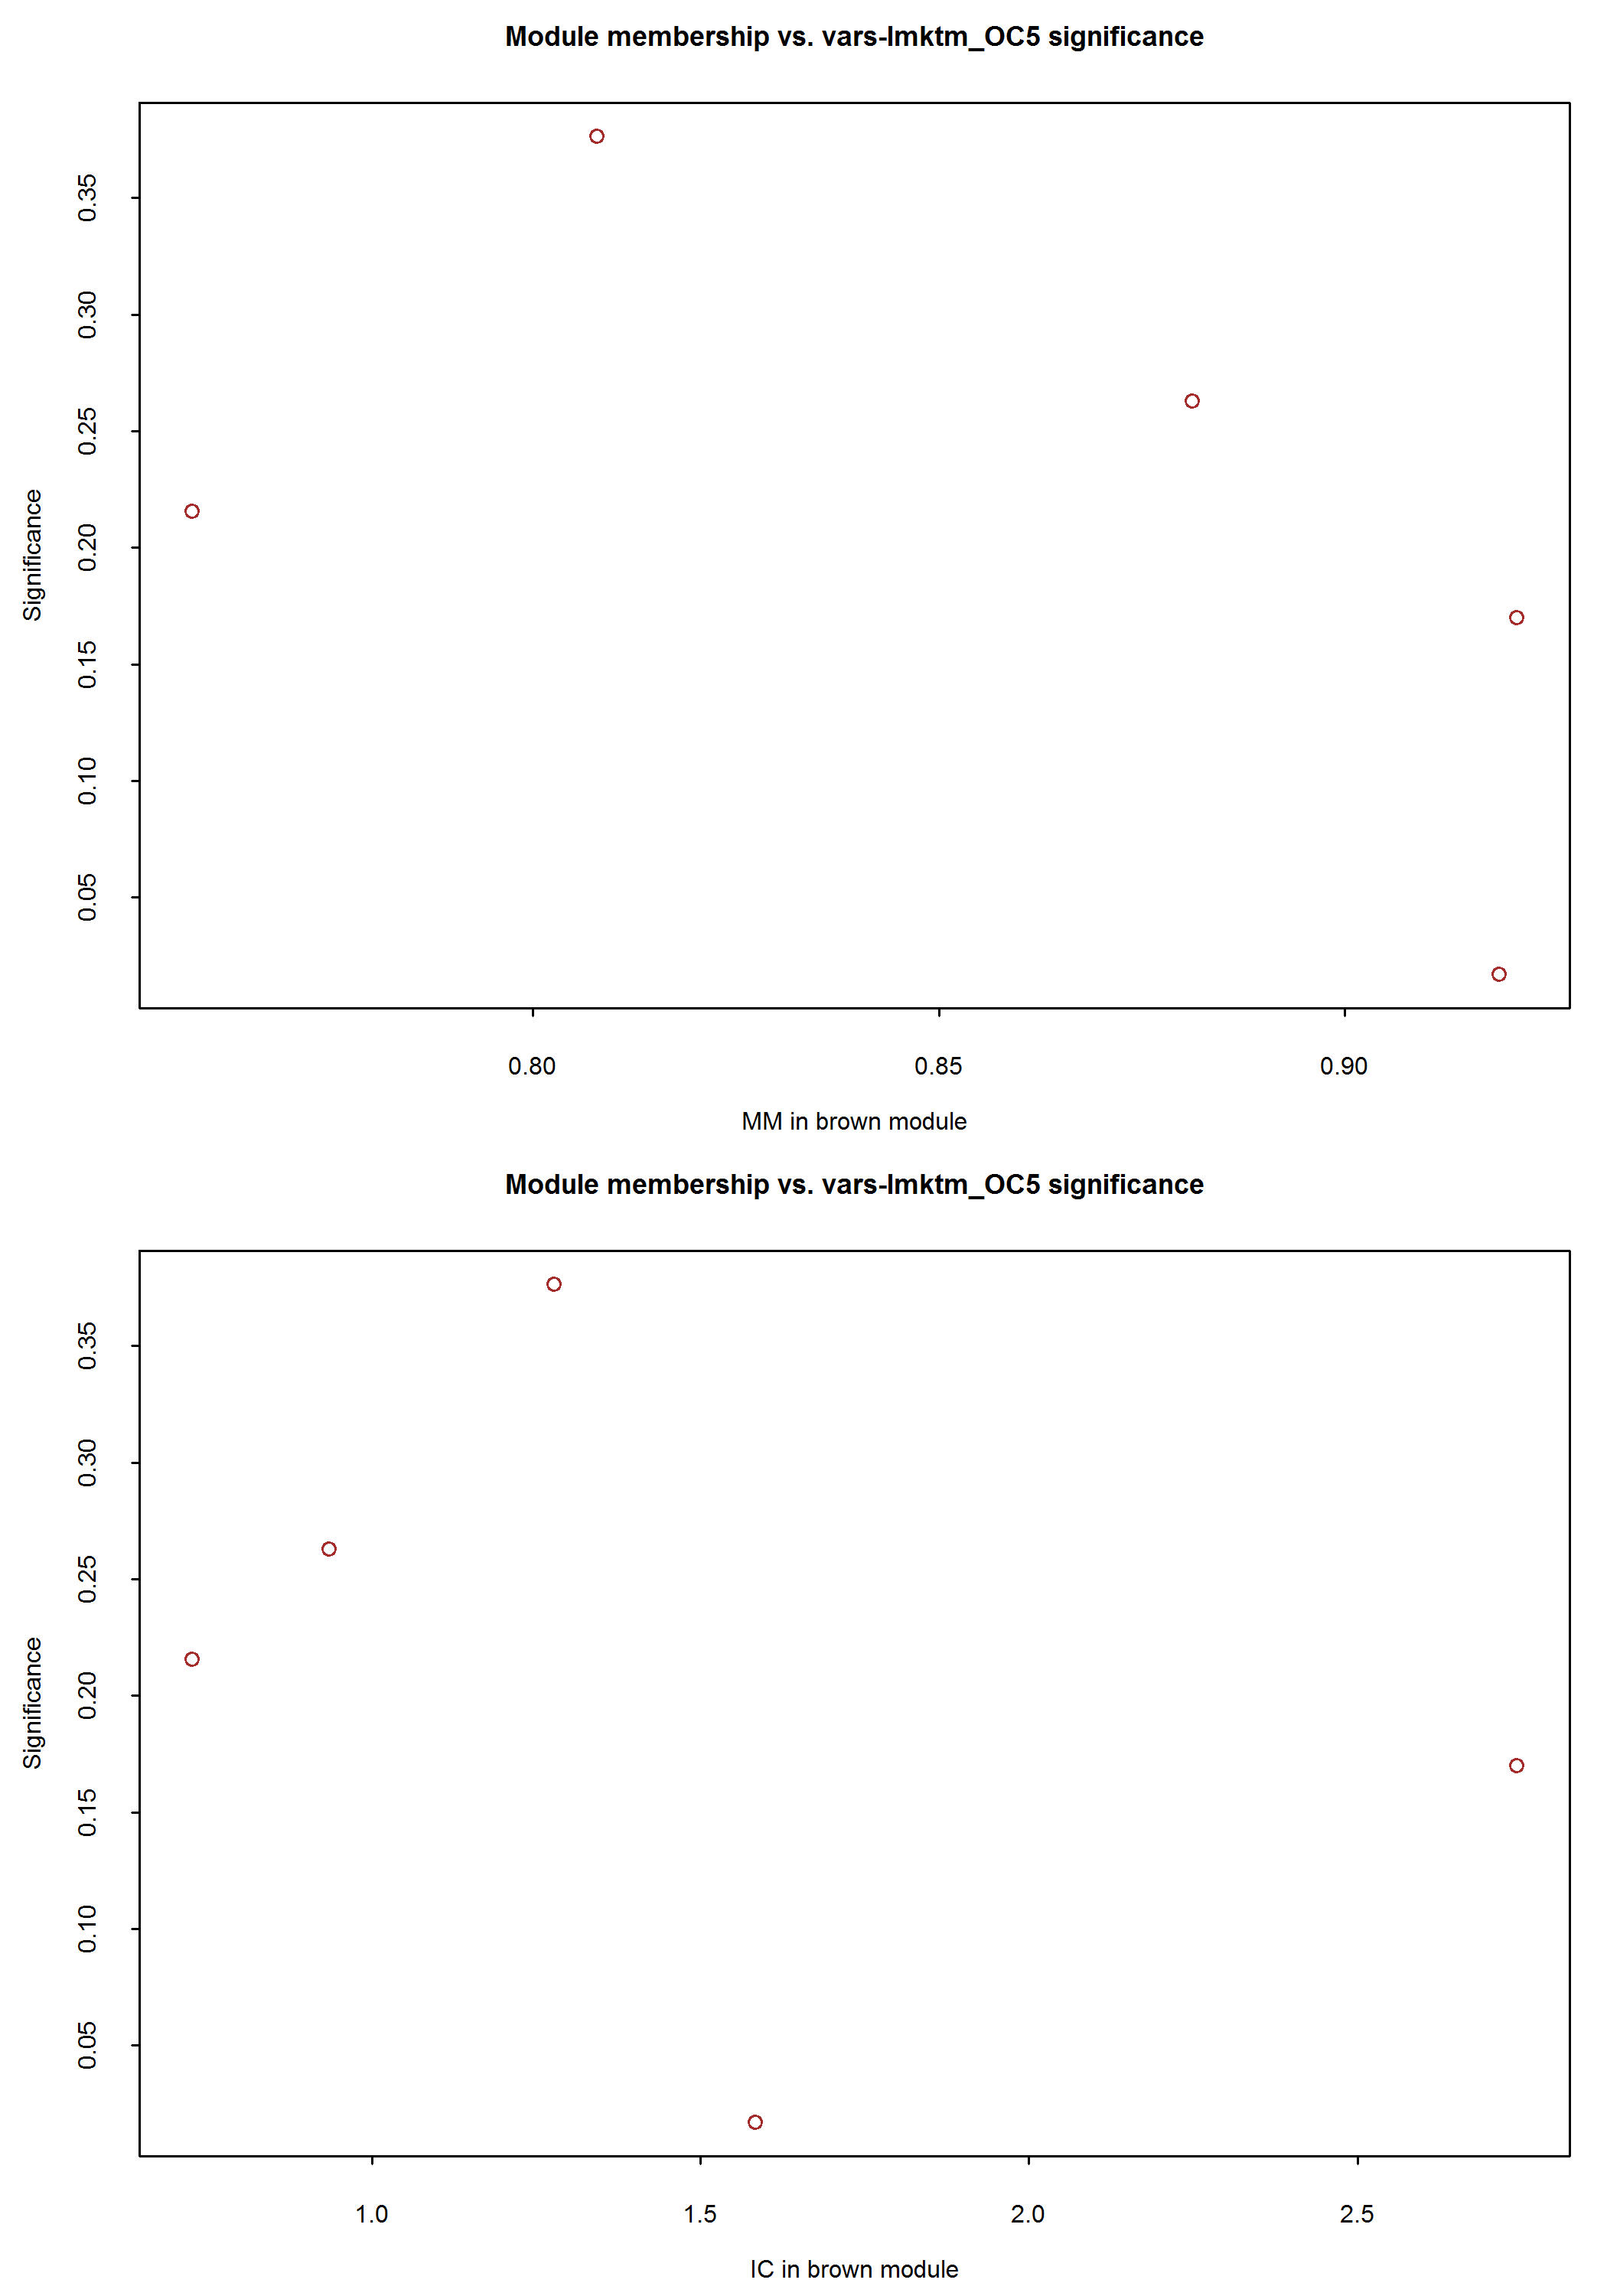 Module membership vs. vars-lmktm_OC5 significance
Significance
0.35
0.30
0.25
0.20
0.15
0.10
0.05
0.80 0.85 0.90
MM in brown module
Module membership vs. vars-lmktm_OC5 significance
Significance
0.35
0.30
0.25
0.20
0.15
0.10
0.05
1.0 1.5 2.0 2.5
IC in brown module